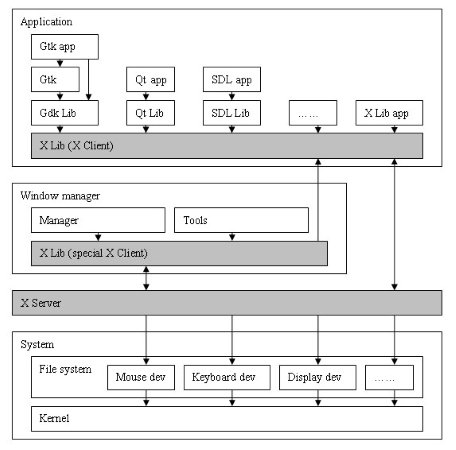 Application
Gtk app
Gtk
Qt app
SDL app
Gdk Lib
Qt Lib
SDL Lib
……
X Lib app
X Lib (X Client)
Window manager
Manager
Tools
X Lib (special X Client)
X Server
System
File system
Mouse dev
Keyboard dev
Display dev
……
Kernel